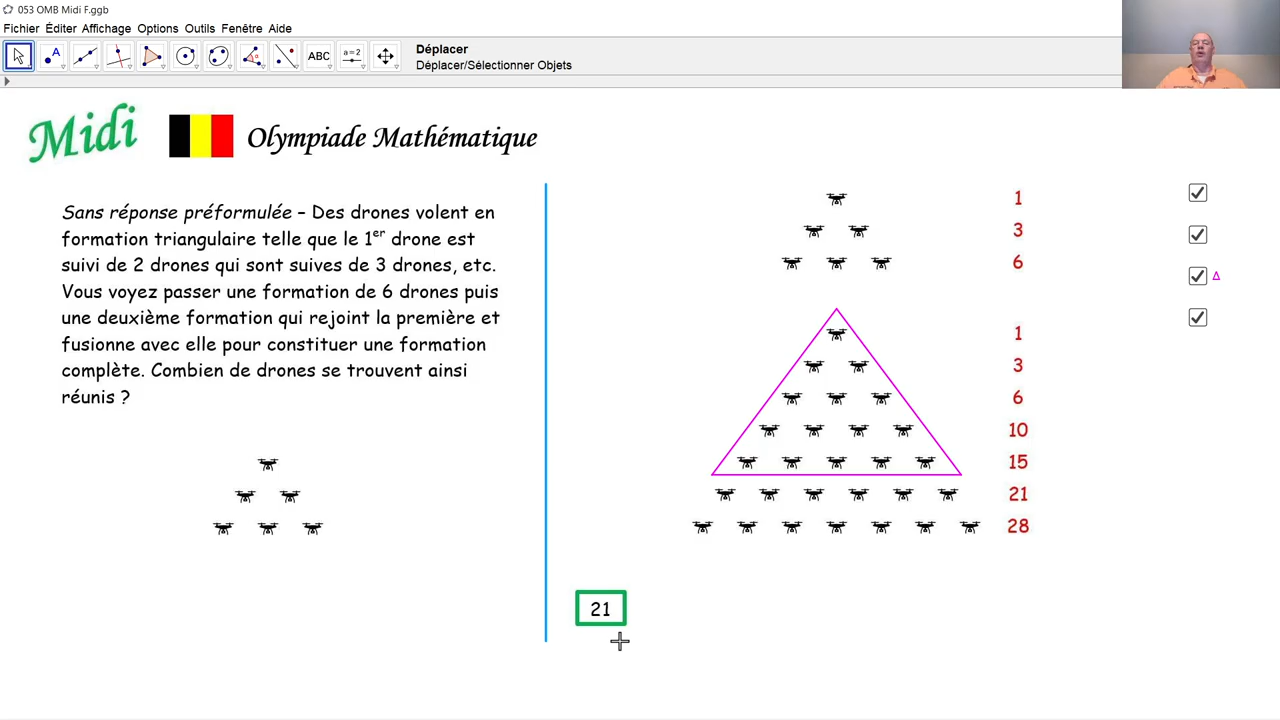 053 OMB Midi F.ggb
Fichier Éditer Affichage Options Outils Fenêtre Aide
A
ABC
a=2
Déplacer
Déplacer/Sélectionner Objets
Midi
Olympiade Mathématique
Sans réponse préformulée – Des drones volent en
formation triangulaire telle que le 1er drone est
suivi de 2 drones qui sont suives de 3 drones, etc.
Vous voyez passer une formation de 6 drones puis
une deuxième formation qui rejoint la première et
fusionne avec elle pour constituer une formation
complète. Combien de drones se trouvent ainsi
réunis ?
1
3
6
1
3
6
10
15
21
28
21
Δ